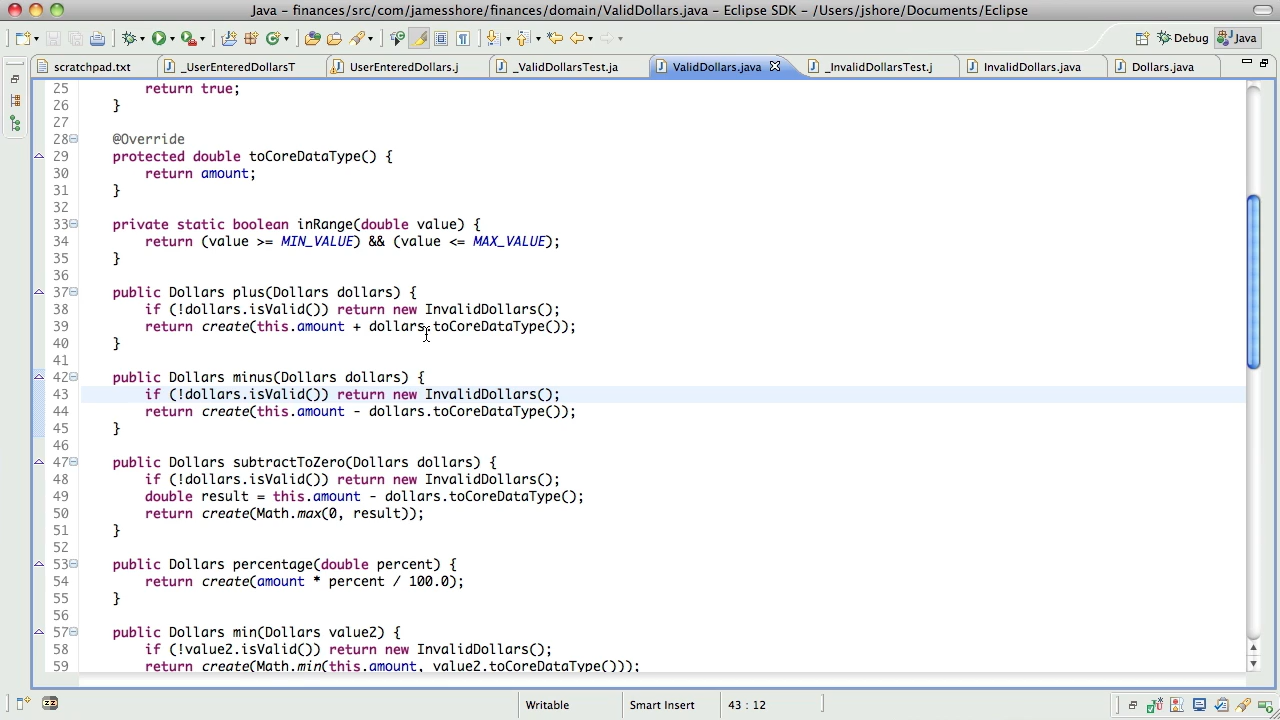 Java - finances/src/com/jamesshore/finances/domain/ValidDollars.java - Eclipse SDK - /Users/jshore/Documents/Eclipse
Debug Java
scratchpad.txt _UserEnteredDollarsT UserEnteredDollars.j _ValidDollarsTest.ja ValidDollars.java _InvalidDollarsTest.j InvalidDollars.java Dollars.java
25 return true;
26 }
27
28 @Override
29 protected double toCoreDataType() {
30 return amount;
31 }
32
33 private static boolean inRange(double value) {
34 return (value >= MIN_VALUE) && (value <= MAX_VALUE);
35 }
36
37 public Dollars plus(Dollars dollars) {
38 if (!dollars.isValid()) return new InvalidDollars();
39 return create(this.amount + dollars.toCoreDataType());
40 }
41
42 public Dollars minus(Dollars dollars) {
43 if (!dollars.isValid()) return new InvalidDollars();
44 return create(this.amount - dollars.toCoreDataType());
45 }
46
47 public Dollars subtractToZero(Dollars dollars) {
48 if (!dollars.isValid()) return new InvalidDollars();
49 double result = this.amount - dollars.toCoreDataType();
50 return create(Math.max(0, result));
51 }
52
53 public Dollars percentage(double percent) {
54 return create(amount * percent / 100.0);
55 }
56
57 public Dollars min(Dollars value2) {
58 if (!value2.isValid()) return new InvalidDollars();
59 return create(Math.min(this.amount, value2.toCoreDataType()));
Writable Smart Insert 43 : 12